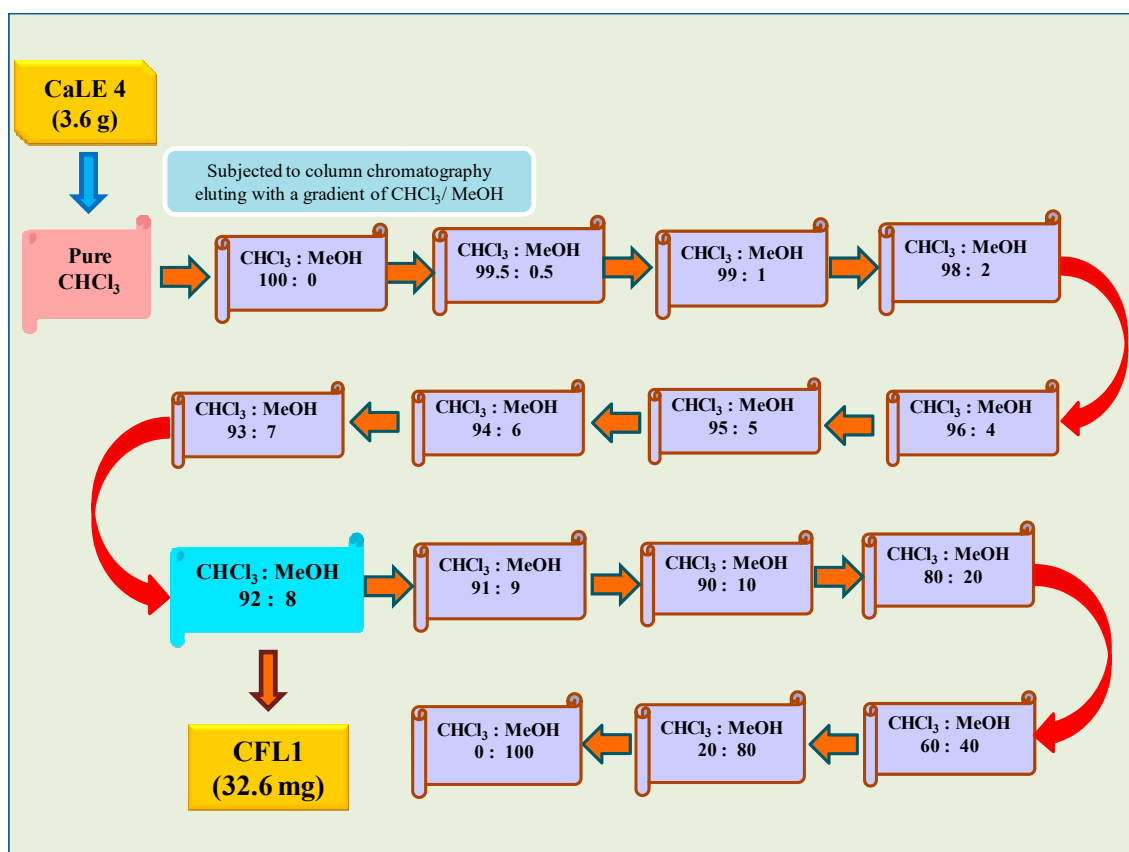 CaLE 4
(3.6 g)
Subjected to column chromatography
eluting with a gradient of CHCl₃/ MeOH
Pure
CHCl₃
CHCl₃ : MeOH
100 : 0
CHCl₃ : MeOH
99.5 : 0.5
CHCl₃ : MeOH
99 : 1
CHCl₃ : MeOH
98 : 2
CHCl₃ : MeOH
96 : 4
CHCl₃ : MeOH
95 : 5
CHCl₃ : MeOH
94 : 6
CHCl₃ : MeOH
93 : 7
CHCl₃ : MeOH
92 : 8
CHCl₃ : MeOH
91 : 9
CHCl₃ : MeOH
90 : 10
CHCl₃ : MeOH
80 : 20
CHCl₃ : MeOH
60 : 40
CHCl₃ : MeOH
20 : 80
CHCl₃ : MeOH
0 : 100
CFL1
(32.6 mg)